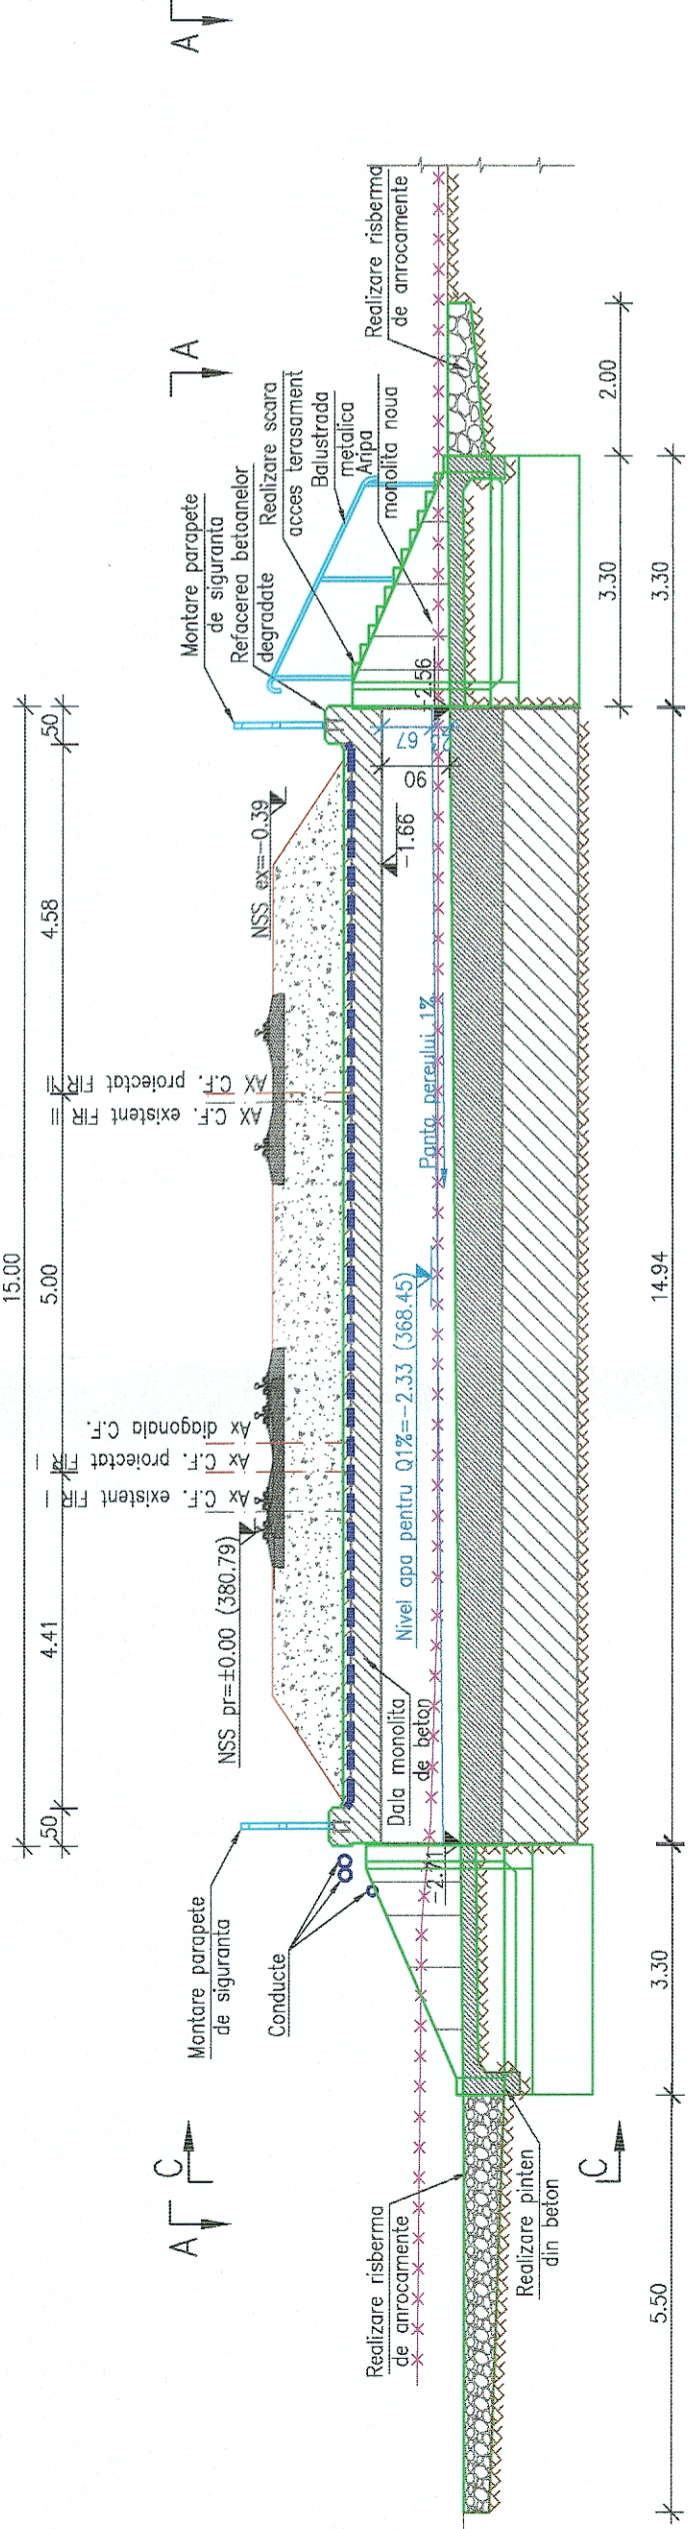 A
A
15.00
.50
4.41
5.00
4.58
.50
Montare parapete
de siguranta
Conducte
NSS pr=±0.00 (380.79)
Ax C.F. existent FIR I
Ax C.F. proiectat FIR I
Ax diagonala C.F.
AX C.F. existent FIR II
AX C.F. proiectat FIR II
NSS ex=-0.39
Montare parapete
de siguranta
Refacerea betoanelor
degradate
Realizare scara
acces terasament
Balustrada
metalica
Aripa
monolita noua
Realizare risberma
de anrocamente
A
C
Realizare risberma
de anrocamente
Realizare pinten
din beton
C
-2.71
Dala monolita
de beton
Nivel apa pentru Q1%=-2.33 (368.45)
Panta pereului 1%
-1.66
90
67
-2.56
3.30
2.00
5.50
3.30
14.94
3.30